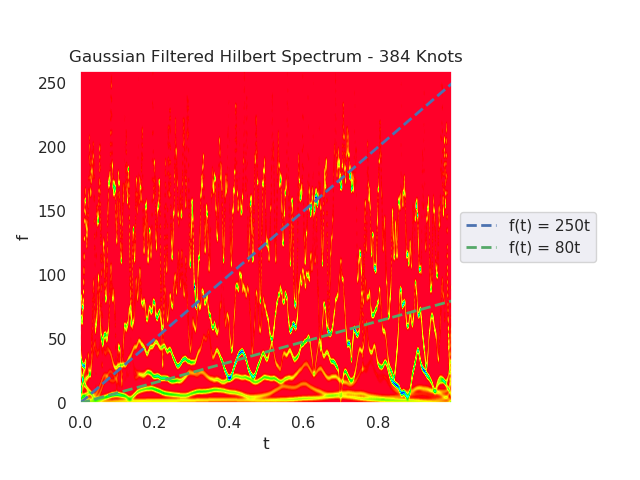 Gaussian Filtered Hilbert Spectrum - 384 Knots
250
200
150
100
50
0
f
0.0 0.2 0.4 0.6 0.8
t
f(t) = 250t
f(t) = 80t